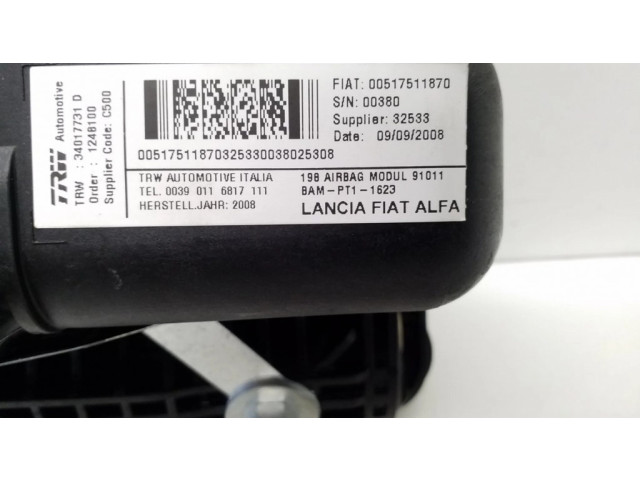 TRW Automotive
TRW : 34017731 D
Order : 124B100
Supplier Code: C500
FIAT: 00517511870
S/N: 00380
Supplier: 32533
Date: 09/09/2008
00517511870325330038025308
TRW AUTOMOTIVE ITALIA
TEL. 0039 011 6817 111
HERSTELL.JAHR: 2008
198 AIRBAG MODUL 91011
BAM-PT1-1623
LANCIA FIAT ALFA